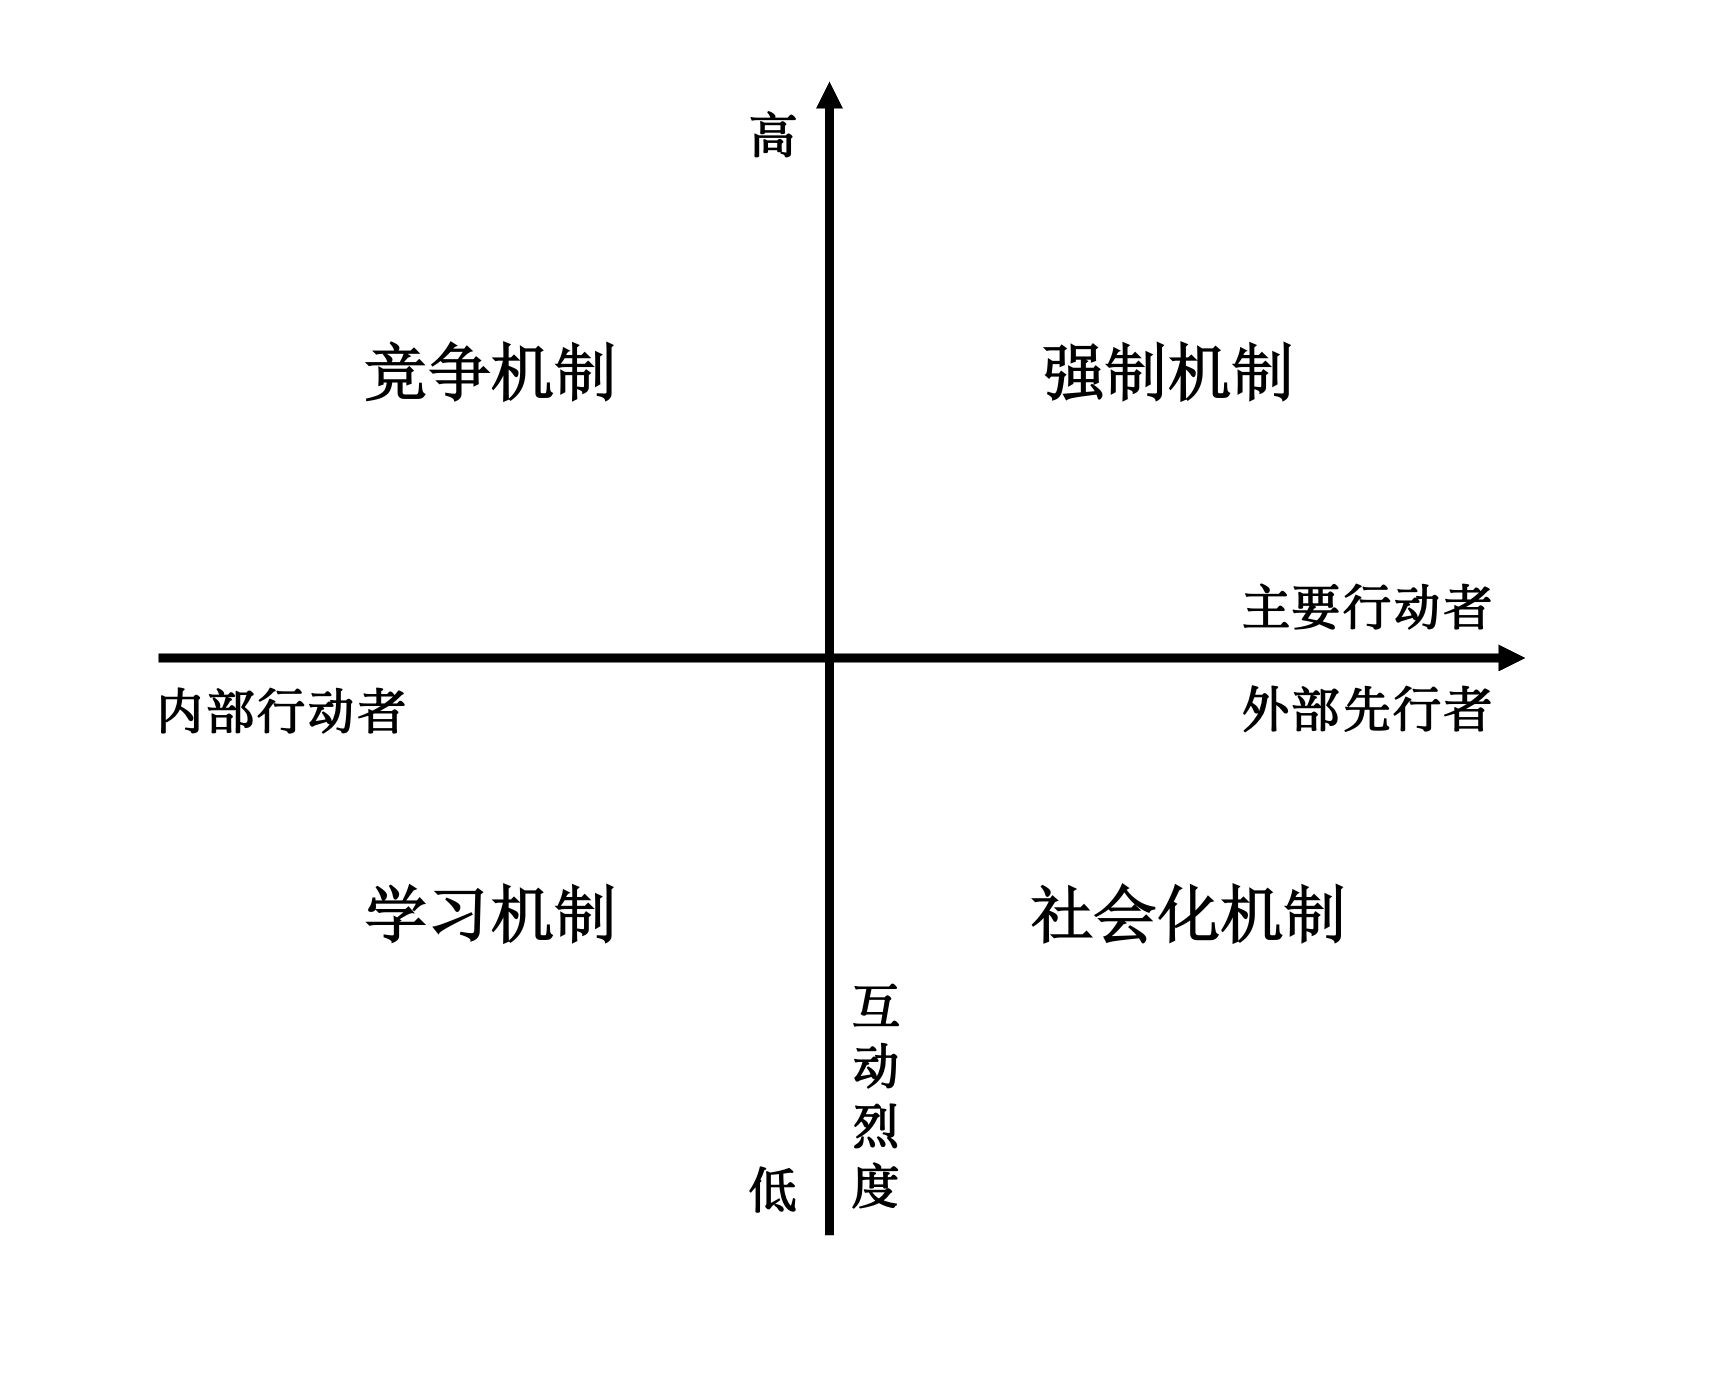 高
竞争机制
强制机制
主要行动者
内部行动者
外部先行者
学习机制
社会化机制
互动烈度
低